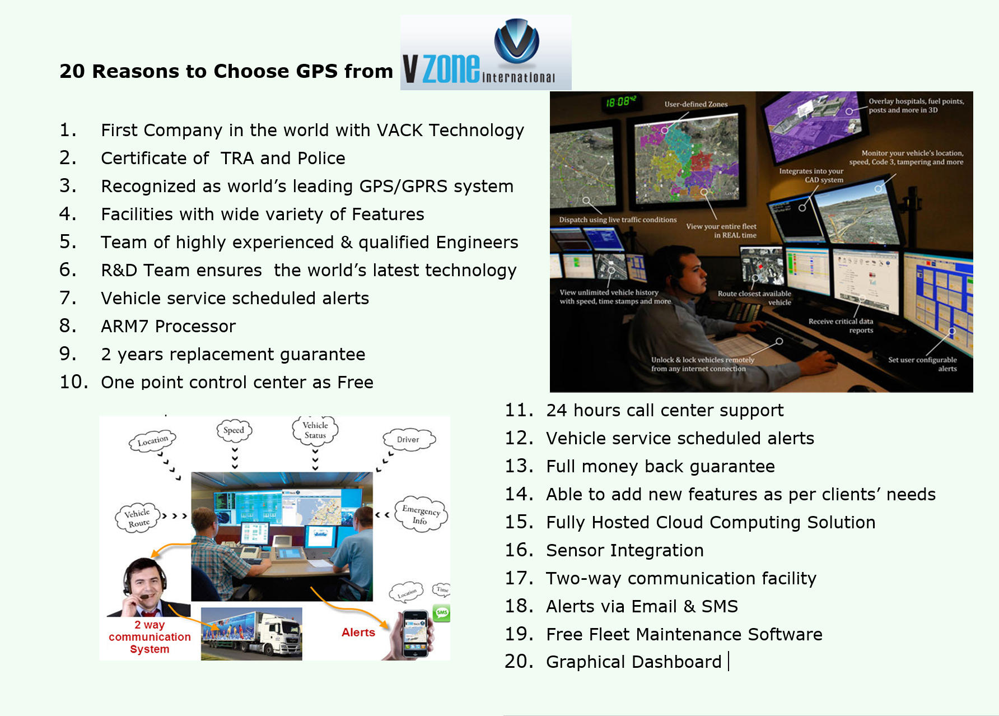 20 Reasons to Choose GPS from
V ZONE international
1. First Company in the world with VACK Technology
2. Certificate of  TRA and Police
3. Recognized as world’s leading GPS/GPRS system
4. Facilities with wide variety of Features
5. Team of highly experienced & qualified Engineers
6. R&D Team ensures  the world’s latest technology
7. Vehicle service scheduled alerts
8. ARM7 Processor
9. 2 years replacement guarantee
10. One point control center as Free
18:08 42
User-defined Zones
Overlay hospitals, fuel points,
posts and more in 3D
Monitor your vehicle's location,
speed, Code 3, tampering and more
Integrates into your
CAD system
Dispatch using live traffic conditions
View your entire fleet
in REAL time
View unlimited vehicle history
with speed, time stamps and more
Route closest available
vehicle
Receive critical data
reports
Unlock & lock vehicles remotely
from any internet connection
Set user configurable
alerts
Location
Speed
Vehicle
Status
Driver
Vehicle
Route
Emergency
Info
2 way
communication
System
Alerts
Location
Time
SMS
11. 24 hours call center support
12. Vehicle service scheduled alerts
13. Full money back guarantee
14. Able to add new features as per clients’ needs
15. Fully Hosted Cloud Computing Solution
16. Sensor Integration
17. Two-way communication facility
18. Alerts via Email & SMS
19. Free Fleet Maintenance Software
20. Graphical Dashboard